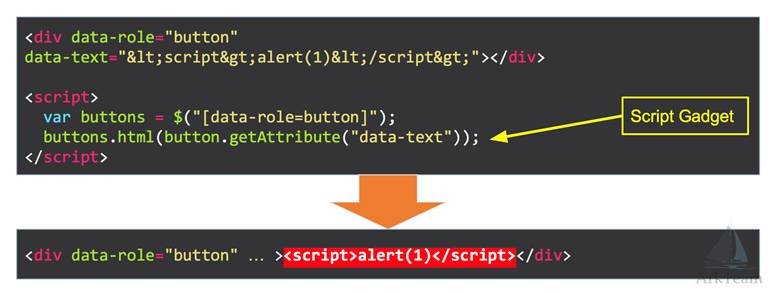 <div data-role="button"
data-text="&lt;script&gt;alert(1)&lt;/script&gt;"></div>
<script>
var buttons = $("[data-role=button]");
buttons.html(button.getAttribute("data-text"));
</script>
Script Gadget
<div data-role="button" … ><script>alert(1)</script></div>
ArkTeam